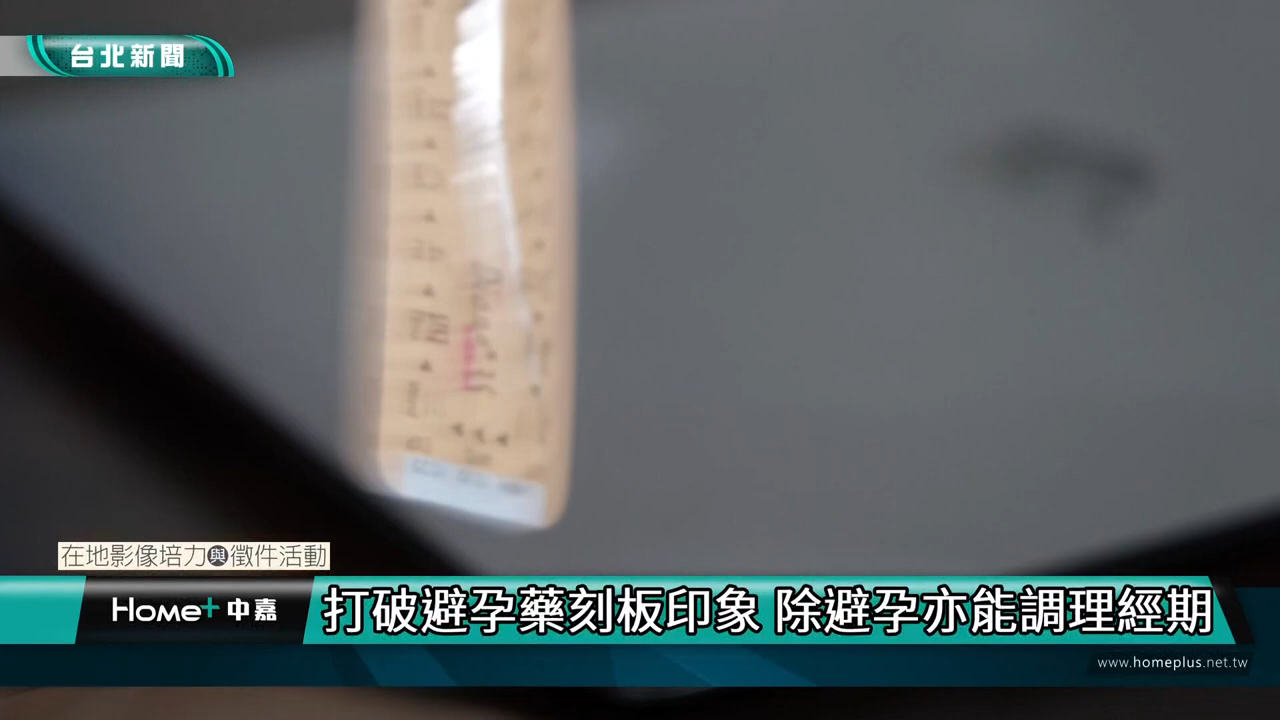 台北新聞
在地影像培力與徵件活動
Home+中嘉
打破避孕藥刻板印象 除避孕亦能調理經期
www.homeplus.net.tw